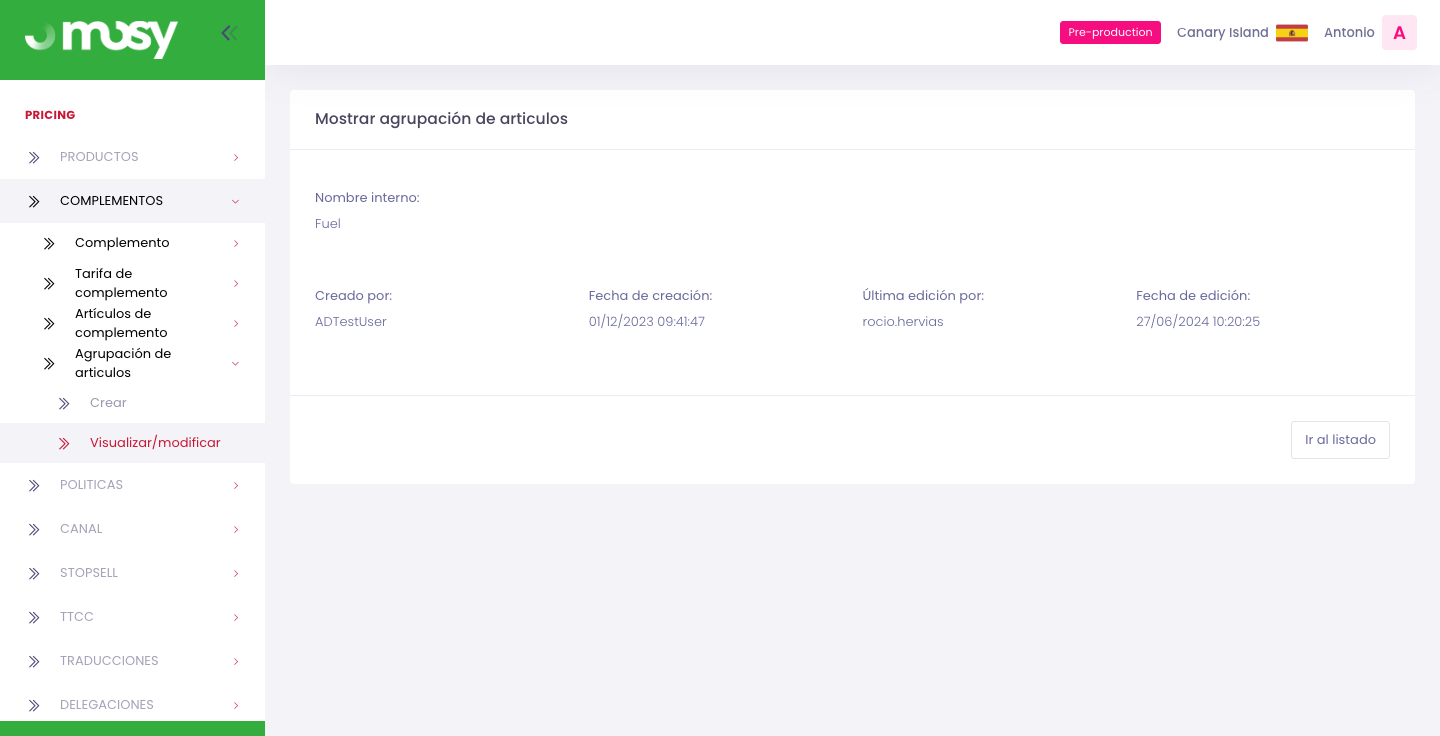 mosy
Pre-production
Canary Island
Antonio
A
PRICING
PRODUCTOS
COMPLEMENTOS
Complemento
Tarifa de
complemento
Artículos de
complemento
Agrupación de
articulos
Crear
Visualizar/modificar
POLITICAS
CANAL
STOPSELL
TTCC
TRADUCCIONES
DELEGACIONES
Mostrar agrupación de articulos
Nombre interno:
Fuel
Creado por:
ADTestUser
Fecha de creación:
01/12/2023 09:41:47
Última edición por:
rocio.hervias
Fecha de edición:
27/06/2024 10:20:25
Ir al listado